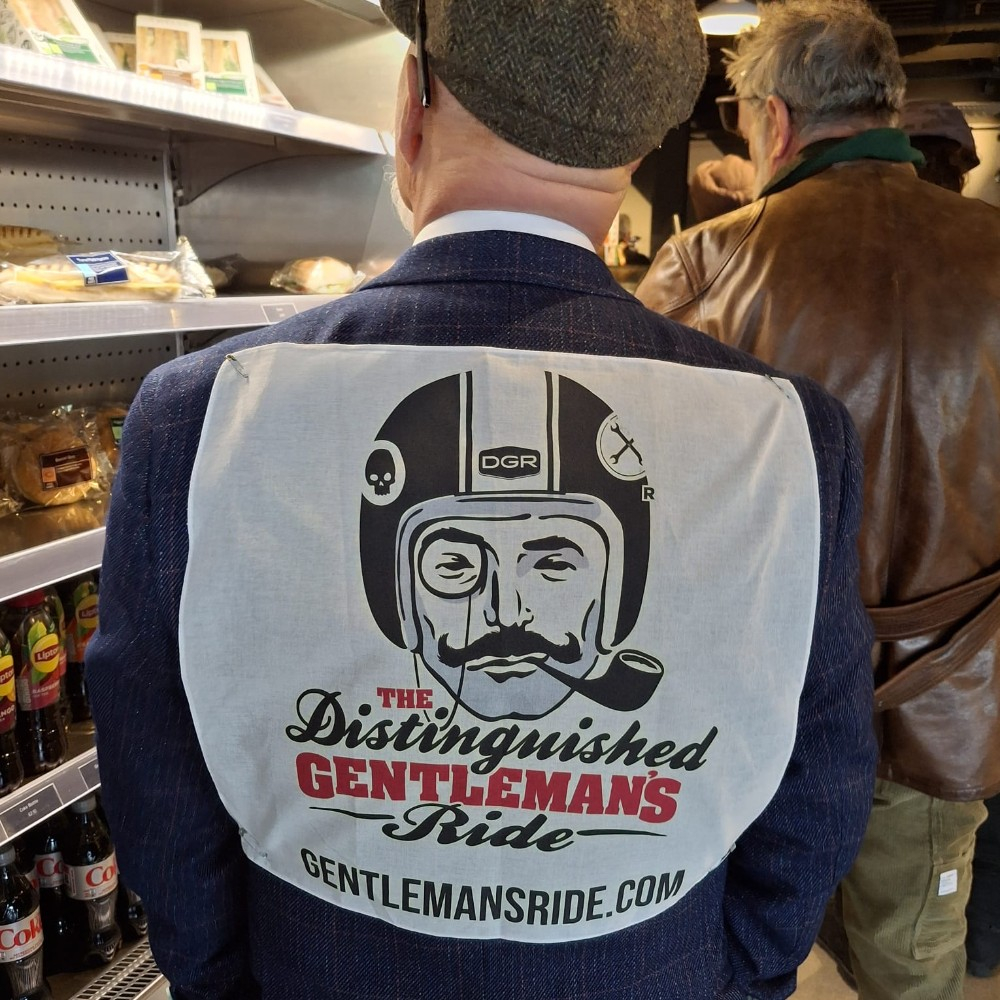 DGR
R
THE
Distinguished
GENTLEMAN'S
Ride
GENTLEMANSRIDE.COM
Lipton
Coke
Coke